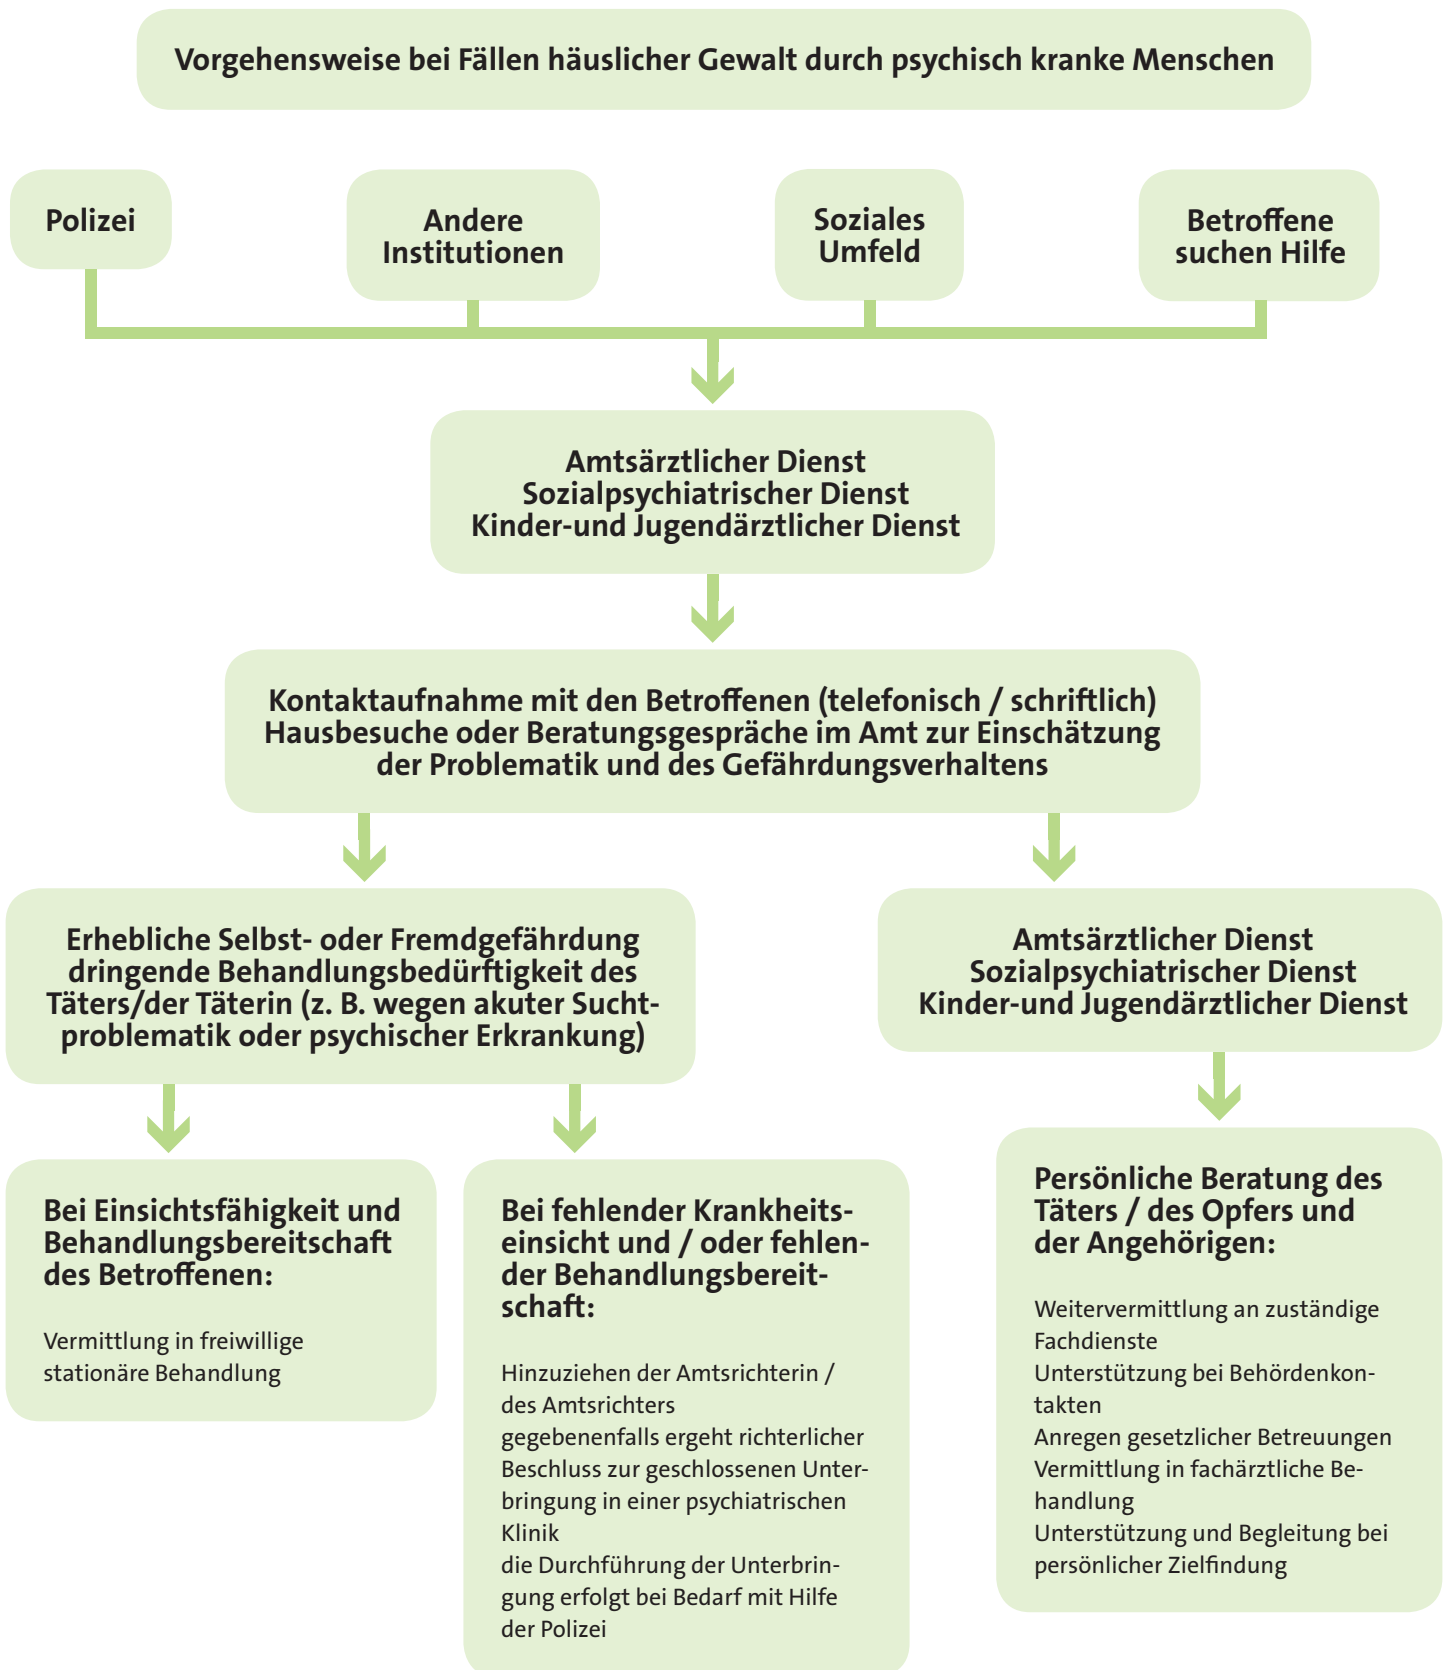 Vorgehensweise bei Fällen häuslicher Gewalt durch psychisch kranke Menschen
Polizei
Andere
Institutionen
Soziales
Umfeld
Betroffene
suchen Hilfe
Amtsärztlicher Dienst
Sozialpsychiatrischer Dienst
Kinder-und Jugendärztlicher Dienst
Kontaktaufnahme mit den Betroffenen (telefonisch / schriftlich)
Hausbesuche oder Beratungsgespräche im Amt zur Einschätzung
der Problematik und des Gefährdungsverhaltens
Erhebliche Selbst- oder Fremdgefährdung
dringende Behandlungsbedürftigkeit des
Täters/der Täterin (z. B. wegen akuter Sucht-
problematik oder psychischer Erkrankung)
Amtsärztlicher Dienst
Sozialpsychiatrischer Dienst
Kinder-und Jugendärztlicher Dienst
Bei Einsichtsfähigkeit und
Behandlungsbereitschaft
des Betroffenen:
Vermittlung in freiwillige
stationäre Behandlung
Bei fehlender Krankheits-
einsicht und / oder fehlen-
der Behandlungsbereit-
schaft:
Hinzuziehen der Amtsrichterin /
des Amtsrichters
gegebenenfalls ergeht richterlicher
Beschluss zur geschlossenen Unter-
bringung in einer psychiatrischen
Klinik
die Durchführung der Unterbrin-
gung erfolgt bei Bedarf mit Hilfe
der Polizei
Persönliche Beratung des
Täters / des Opfers und
der Angehörigen:
Weitervermittlung an zuständige
Fachdienste
Unterstützung bei Behördenkon-
takten
Anregen gesetzlicher Betreuungen
Vermittlung in fachärztliche Be-
handlung
Unterstützung und Begleitung bei
persönlicher Zielfindung